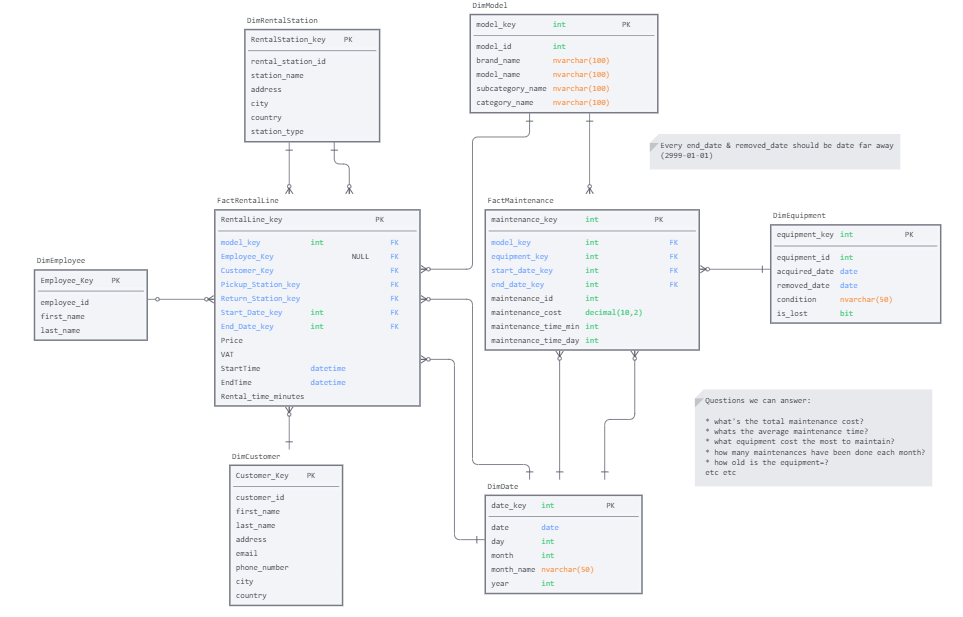 DimRentalStation
RentalStation_key PK
rental_station_id
station_name
address
city
country
station_type
DimModel
model_key int PK
model_id int
brand_name nvarchar(100)
model_name nvarchar(100)
subcategory_name nvarchar(100)
category_name nvarchar(100)
Every end_date & removed_date should be date far away
(2999-01-01)
FactRentalLine
RentalLine_key PK
model_key int FK
Employee_Key NULL FK
Customer_Key FK
Pickup_Station_key FK
Return_Station_key FK
Start_Date_key int FK
End_Date_key int FK
Price
VAT
StartTime datetime
EndTime datetime
Rental_time_minutes
FactMaintenance
maintenance_key int PK
model_key int FK
equipment_key int FK
start_date_key int FK
end_date_key int FK
maintenance_id int
maintenance_cost decimal(10,2)
maintenance_time_min int
maintenance_time_day int
DimEquipment
equipment_key int PK
equipment_id int
acquired_date date
removed_date date
condition nvarchar(50)
is_lost bit
DimEmployee
Employee_Key PK
employee_id
first_name
last_name
Questions we can answer:
* what's the total maintenance cost?
* whats the average maintenance time?
* what equipment cost the most to maintain?
* how many maintenances have been done each month?
* how old is the equipment=?
etc etc
DimCustomer
Customer_Key PK
customer_id
first_name
last_name
address
email
phone_number
city
country
DimDate
date_key int PK
date date
day int
month int
month_name nvarchar(50)
year int